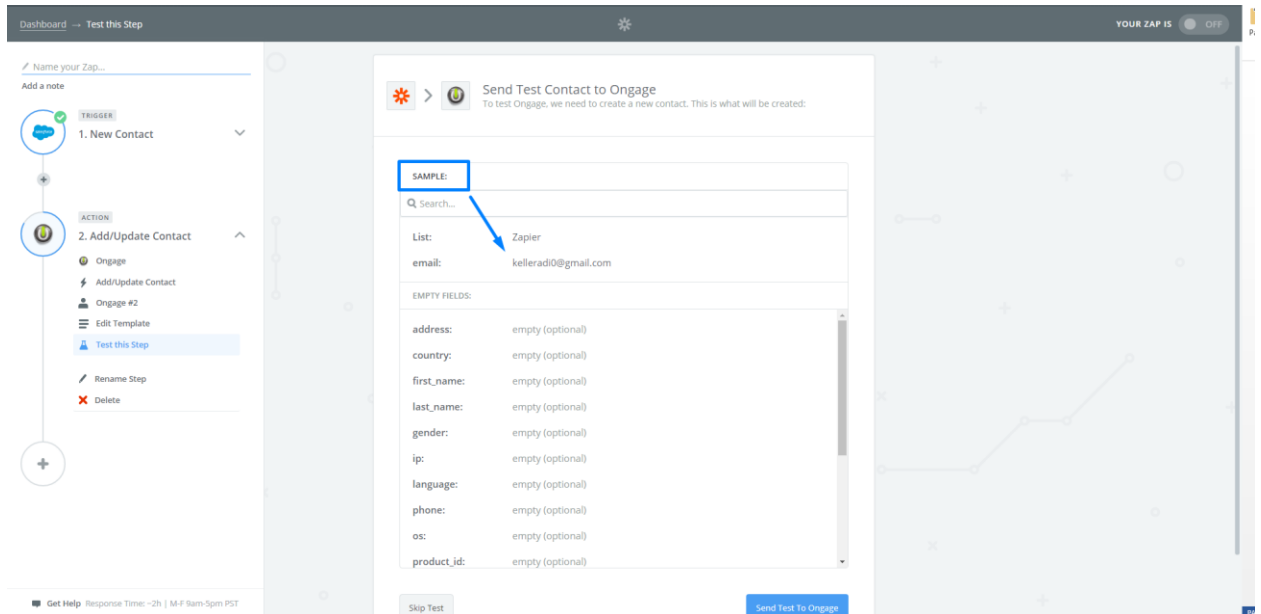 Dashboard → Test this Step
YOUR ZAP IS OFF
Name your Zap...
Add a note
TRIGGER
1. New Contact
ACTION
2. Add/Update Contact
Ongage
Add/Update Contact
Ongage #2
Edit Template
Test this Step
Rename Step
Delete
Get Help Response Time: ~2h | M-F 9am-5pm PST
Send Test Contact to Ongage
To test Ongage, we need to create a new contact. This is what will be created:
SAMPLE:
Search...
List: Zapier
email: kelleradi0@gmail.com
EMPTY FIELDS:
address: empty (optional)
country: empty (optional)
first_name: empty (optional)
last_name: empty (optional)
gender: empty (optional)
ip: empty (optional)
language: empty (optional)
phone: empty (optional)
os: empty (optional)
product_id: empty (optional)
Skip Test
Send Test To Ongage